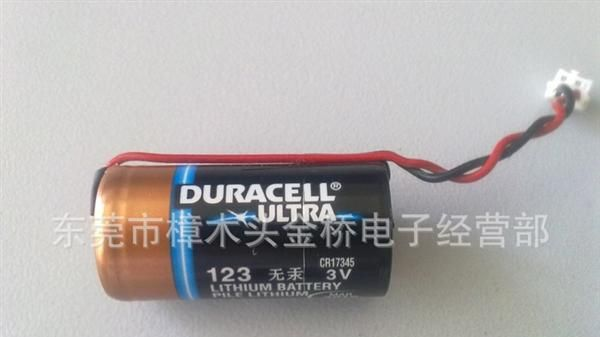 DURACELL®
ULTRA
东莞市樟木头金桥电子经营部
CR17345
123 无汞 3V
LITHIUM BATTERY
PILE LITHIUM